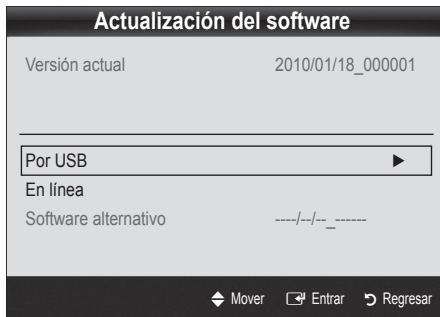 Actualización del software
Versión actual 2010/01/18_000001
Por USB
En línea
Software alternativo ----/--/--_------
Mover Entrar Regresar